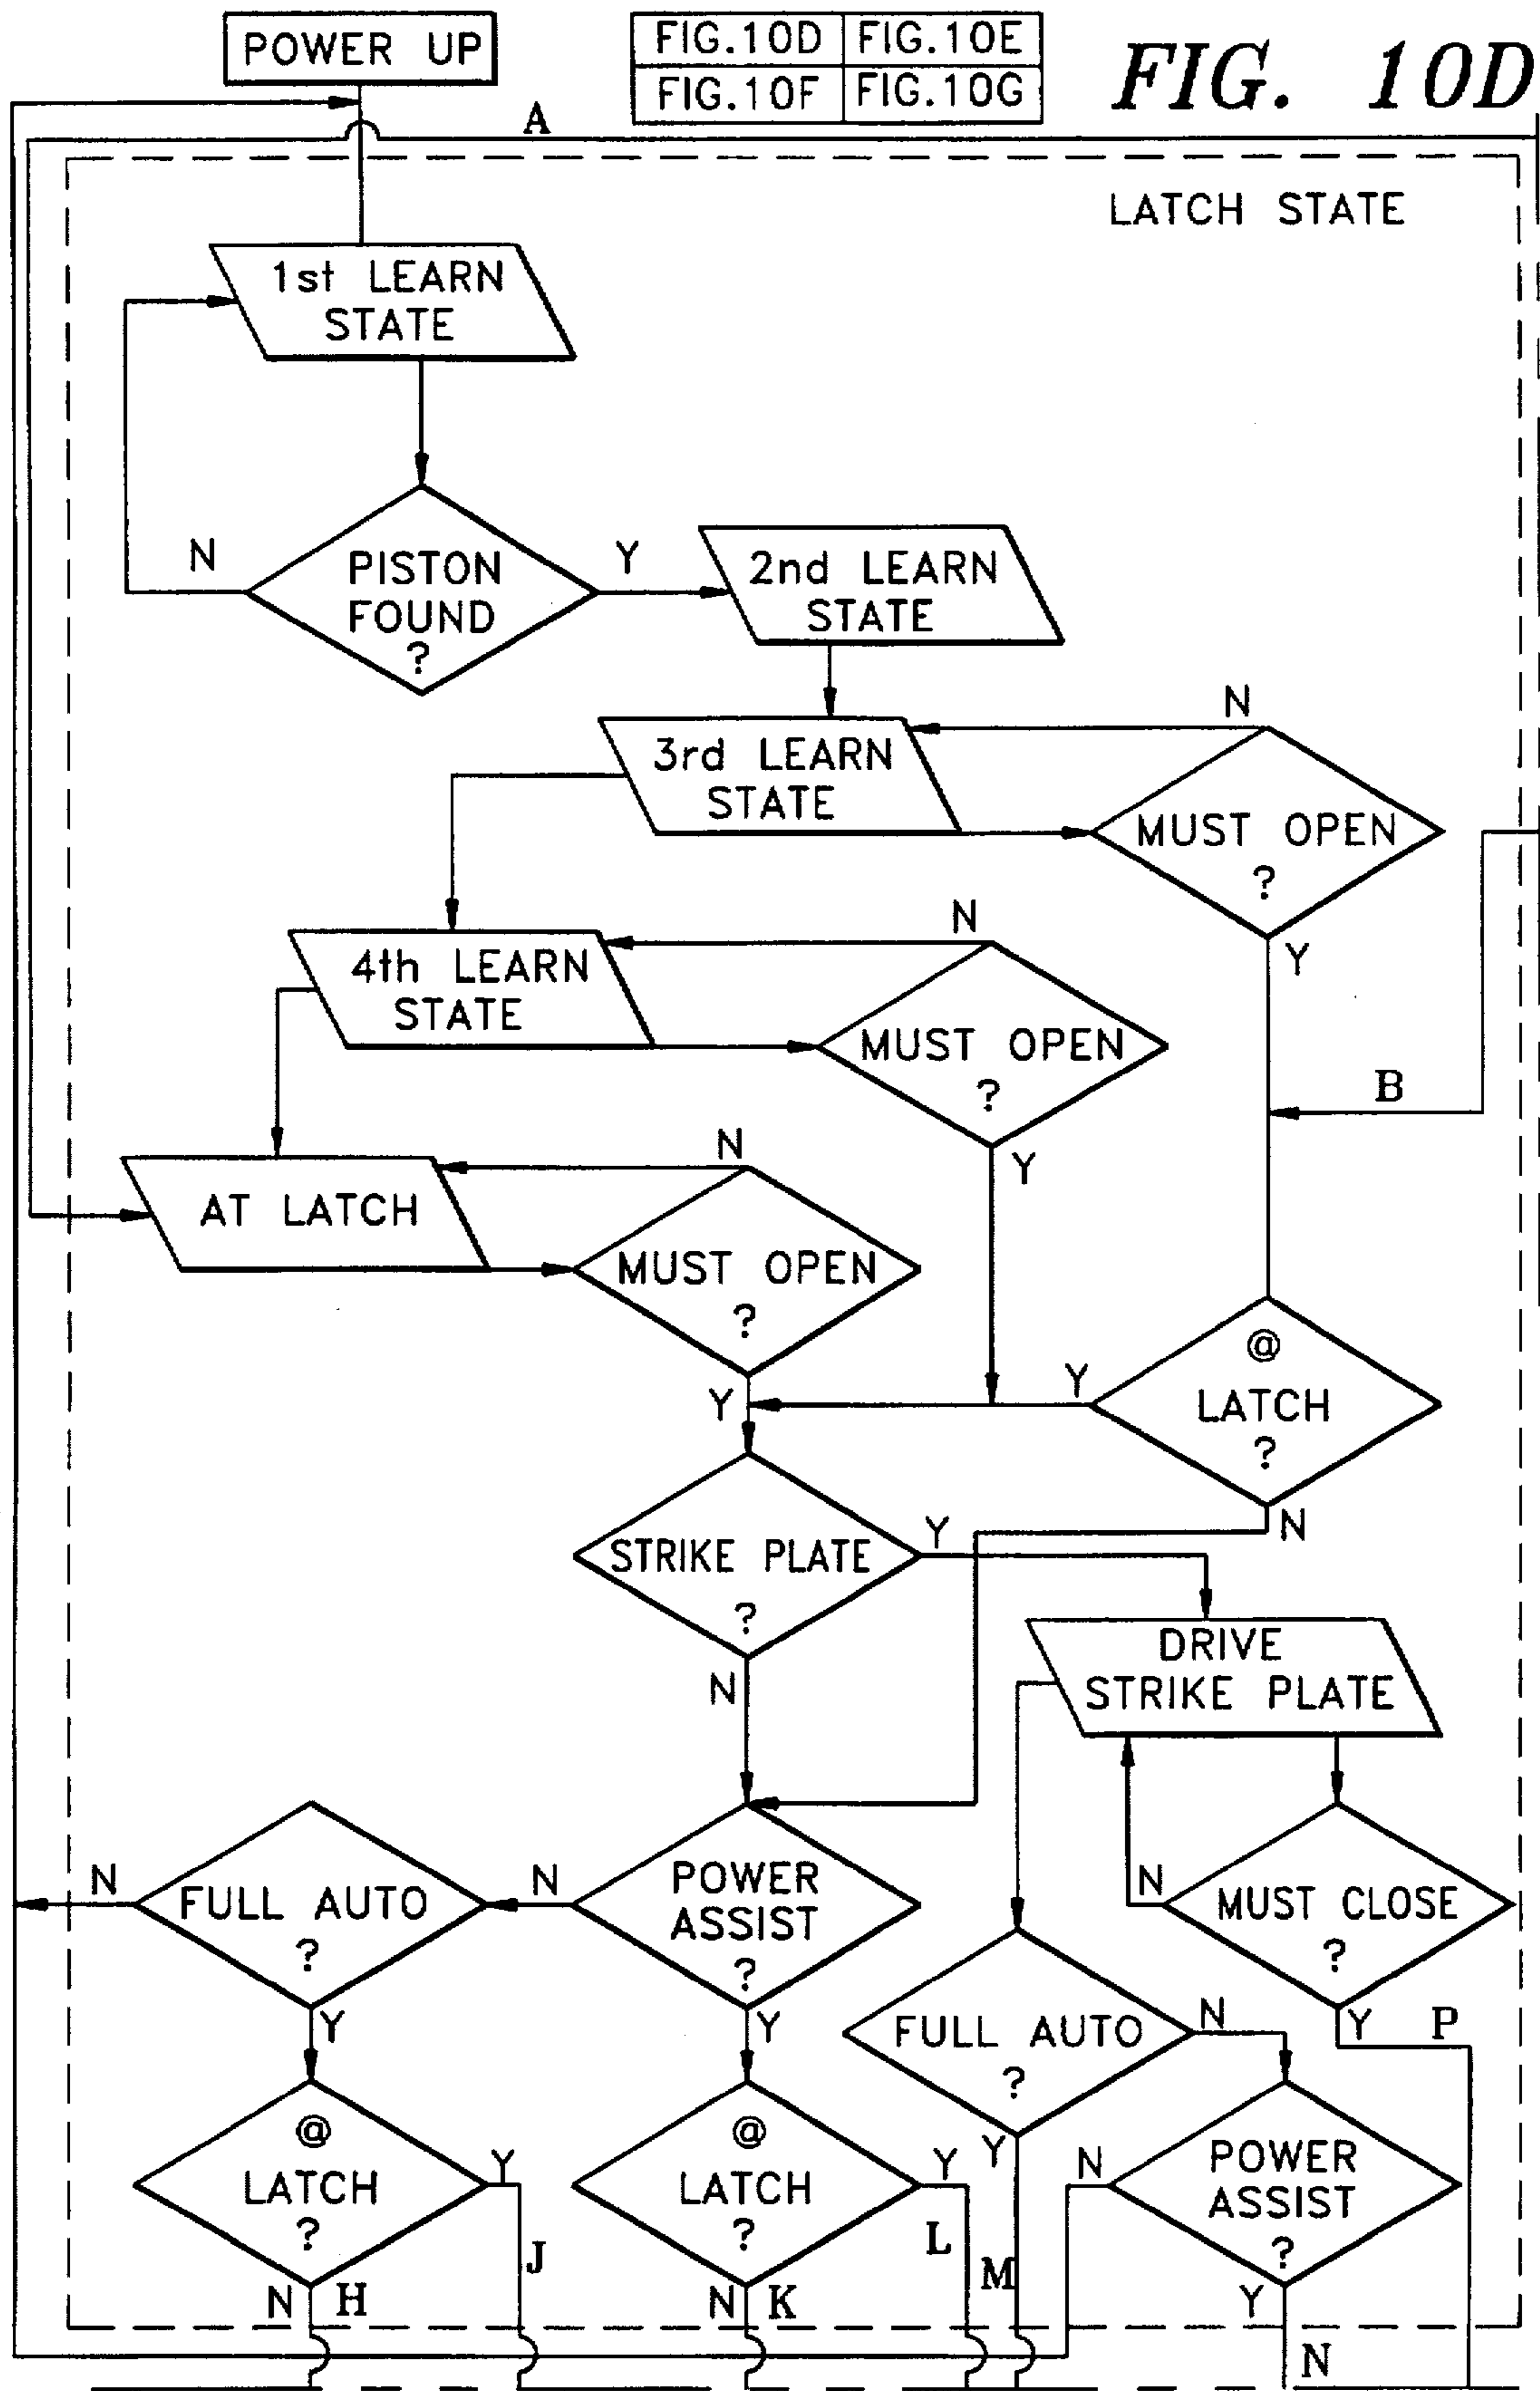 POWER UP
FIG.10D FIG.10E
FIG.10F FIG.10G
FIG. 10D
A
LATCH STATE
1st LEARN
STATE
N
PISTON
FOUND
?
Y
2nd LEARN
STATE
3rd LEARN
STATE
N
MUST OPEN
?
Y
4th LEARN
STATE
N
MUST OPEN
?
Y
B
AT LATCH
N
MUST OPEN
?
Y
@
LATCH
?
Y
N
STRIKE PLATE
?
Y
N
DRIVE
STRIKE PLATE
N
FULL AUTO
?
Y
N
POWER
ASSIST
?
Y
N
MUST CLOSE
?
Y
P
FULL AUTO
?
N
Y
@
LATCH
?
Y
J
N
H
@
LATCH
?
Y
L
N
K
M
N
POWER
ASSIST
?
Y
N